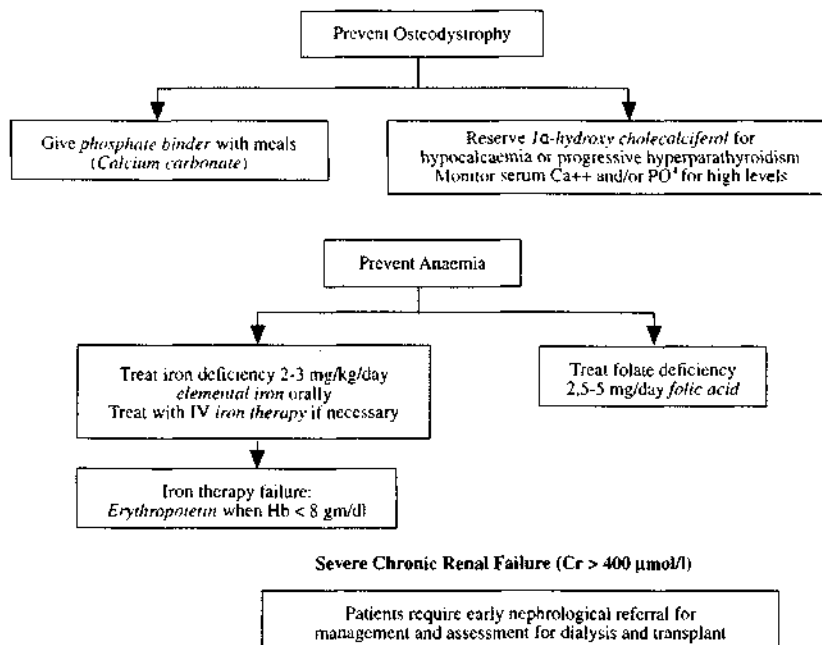 Prevent Osteodystrophy
Give phosphate binder with meals
(Calcium carbonate)
Reserve 1α-hydroxy cholecalciferol for
hypocalcaemia or progressive hyperparathyroidism
Monitor serum Ca++ and/or PO⁴ for high levels
Prevent Anaemia
Treat iron deficiency 2-3 mg/kg/day
elemental iron orally
Treat with IV iron therapy if necessary
Treat folate deficiency
2,5-5 mg/day folic acid
Iron therapy failure:
Erythropoietin when Hb < 8 gm/dl
Severe Chronic Renal Failure (Cr > 400 µmol/l)
Patients require early nephrological referral for
management and assessment for dialysis and transplant